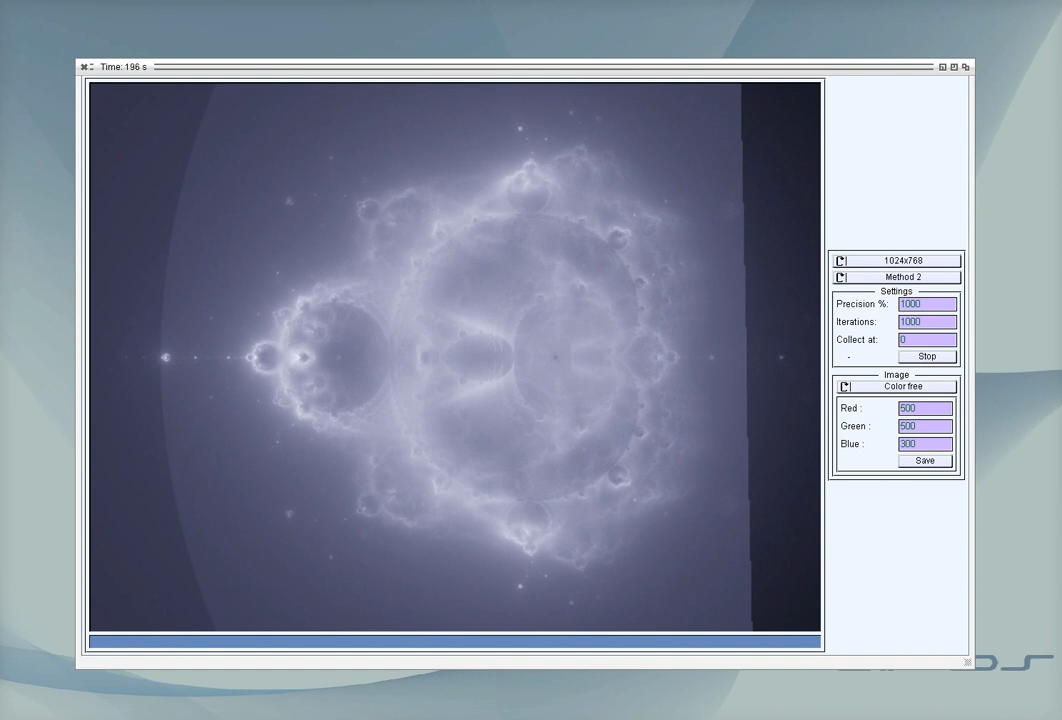 Time: 196 s
1024x768
Method 2
Settings
Precision %: 1000
Iterations: 1000
Collect at: 0
- Stop
Image
Color free
Red : 500
Green : 500
Blue : 300
Save